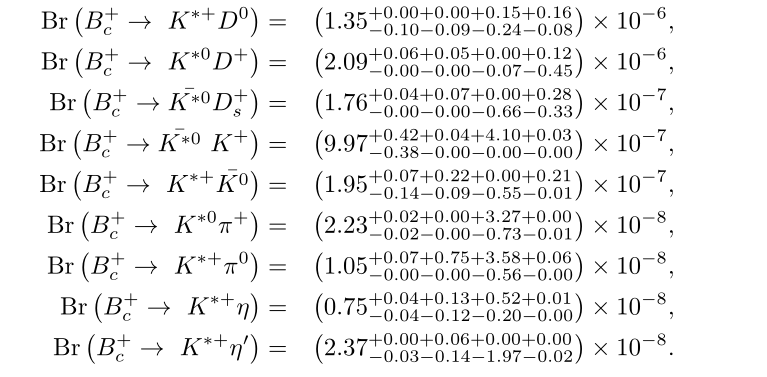 Br (B_c^+ → K^{*+}D^0) = (1.35^{+0.00+0.00+0.15+0.16}_{-0.10-0.09-0.24-0.08}) × 10^{-6},
Br (B_c^+ → K^{*0}D^+) = (2.09^{+0.06+0.05+0.00+0.12}_{-0.00-0.00-0.07-0.45}) × 10^{-6},
Br (B_c^+ → \bar{K^{*0}}D_s^+) = (1.76^{+0.04+0.07+0.00+0.28}_{-0.00-0.00-0.66-0.33}) × 10^{-7},
Br (B_c^+ → \bar{K^{*0}} K^+) = (9.97^{+0.42+0.04+4.10+0.03}_{-0.38-0.00-0.00-0.00}) × 10^{-7},
Br (B_c^+ → K^{*+}\bar{K^0}) = (1.95^{+0.07+0.22+0.00+0.21}_{-0.14-0.09-0.55-0.01}) × 10^{-7},
Br (B_c^+ → K^{*0}π^+) = (2.23^{+0.02+0.00+3.27+0.00}_{-0.02-0.00-0.73-0.01}) × 10^{-8},
Br (B_c^+ → K^{*+}π^0) = (1.05^{+0.07+0.75+3.58+0.06}_{-0.00-0.00-0.56-0.00}) × 10^{-8},
Br (B_c^+ → K^{*+}η) = (0.75^{+0.04+0.13+0.52+0.01}_{-0.04-0.12-0.20-0.00}) × 10^{-8},
Br (B_c^+ → K^{*+}η′) = (2.37^{+0.00+0.06+0.00+0.00}_{-0.03-0.14-1.97-0.02}) × 10^{-8}.